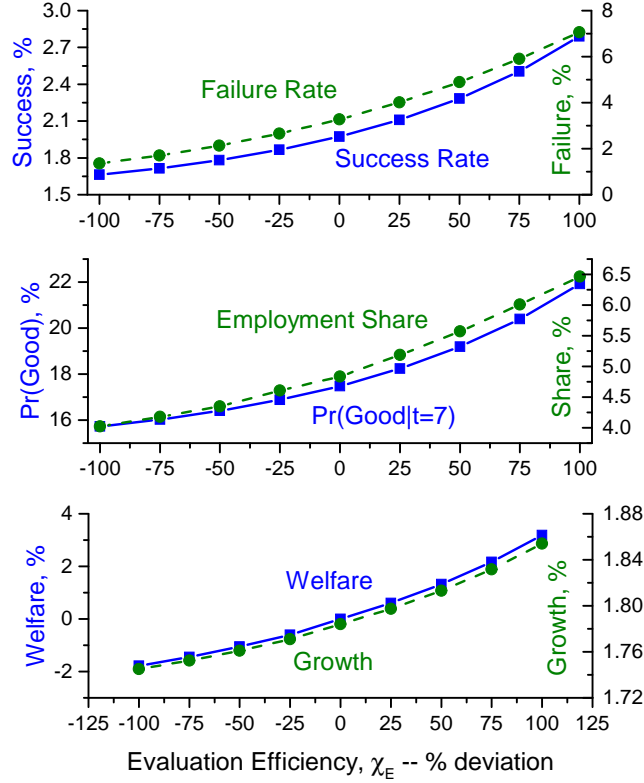 3.0
2.7
2.4
2.1
1.8
1.5
Success, %
8
6
4
2
0
Failure, %
Failure Rate
Success Rate
-100 -75 -50 -25 0 25 50 75 100
22
20
18
16
Pr(Good), %
6.5
6.0
5.5
5.0
4.5
4.0
Share, %
Employment Share
Pr(Good|t=7)
-100 -75 -50 -25 0 25 50 75 100
4
2
0
-2
Welfare, %
1.88
1.84
1.80
1.76
1.72
Growth, %
Welfare
Growth
-125 -100 -75 -50 -25 0 25 50 75 100 125
Evaluation Efficiency, χE -- % deviation